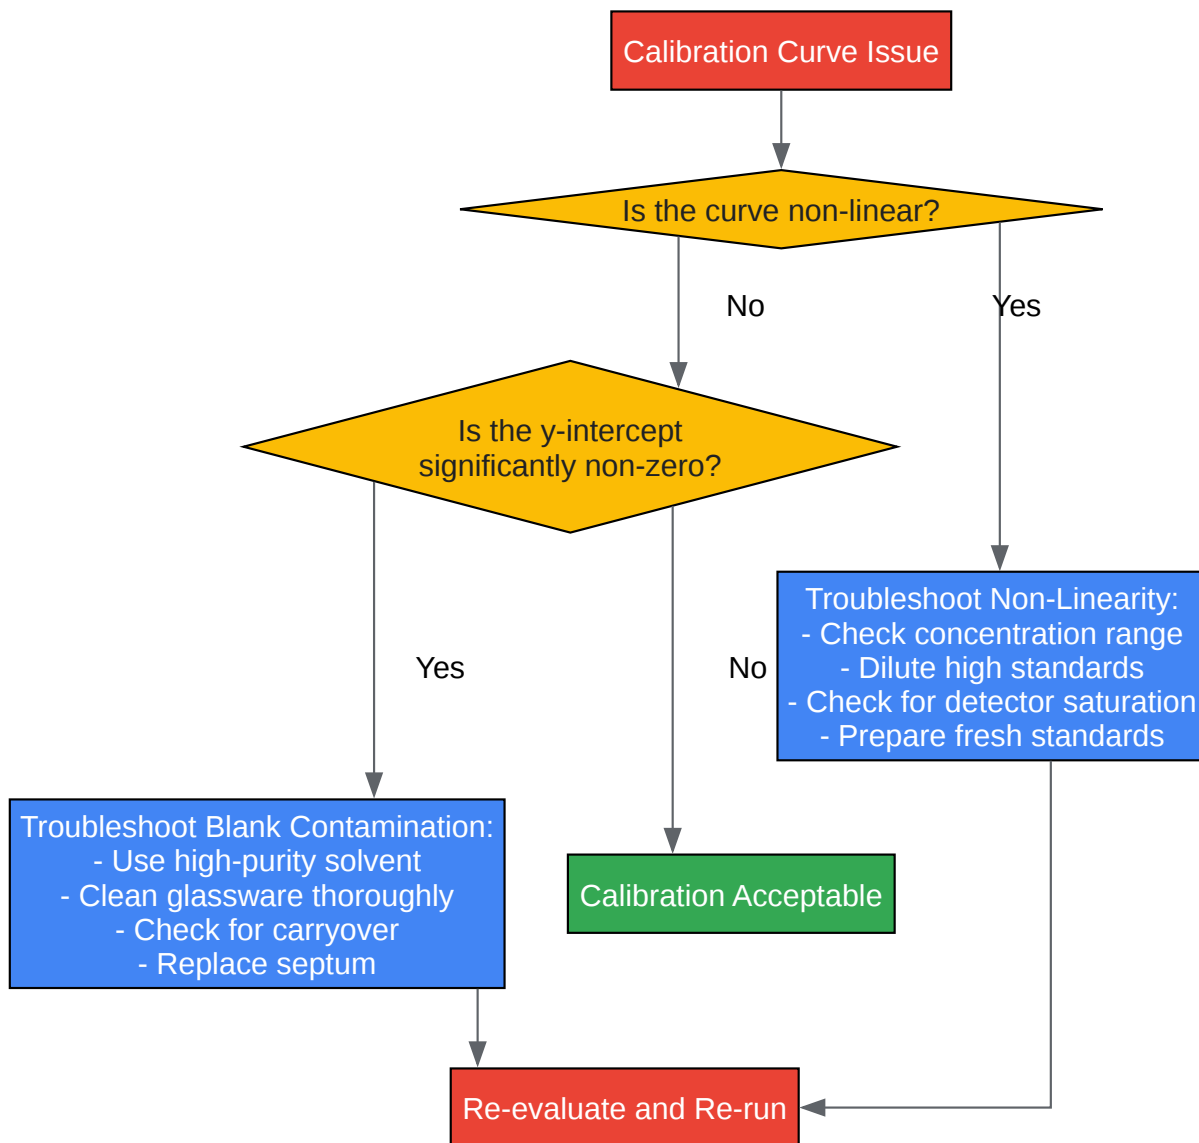 Calibration Curve Issue
Is the curve non-linear?
No
Yes
Is the y-intercept
significantly non-zero?
Yes
No
Troubleshoot Non-Linearity:
- Check concentration range
- Dilute high standards
- Check for detector saturation
- Prepare fresh standards
Troubleshoot Blank Contamination:
- Use high-purity solvent
- Clean glassware thoroughly
- Check for carryover
- Replace septum
Calibration Acceptable
Re-evaluate and Re-run